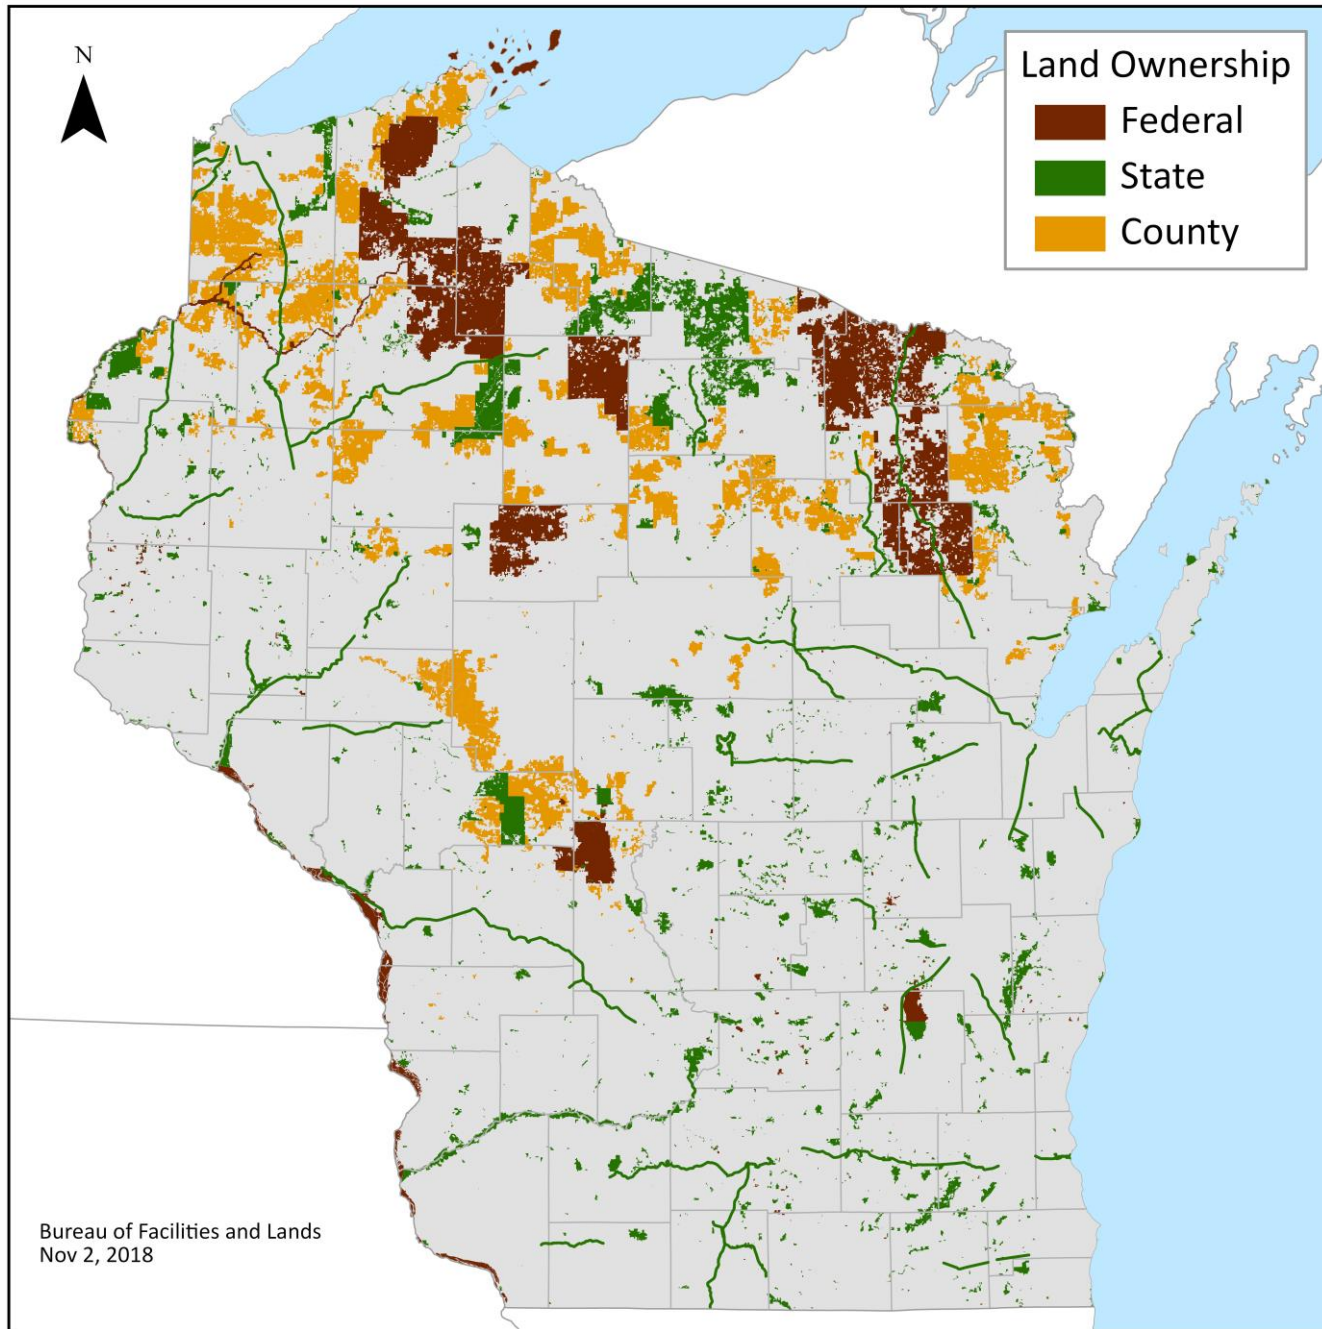 N
Land Ownership
Federal
State
County
Bureau of Facilities and Lands
Nov 2, 2018